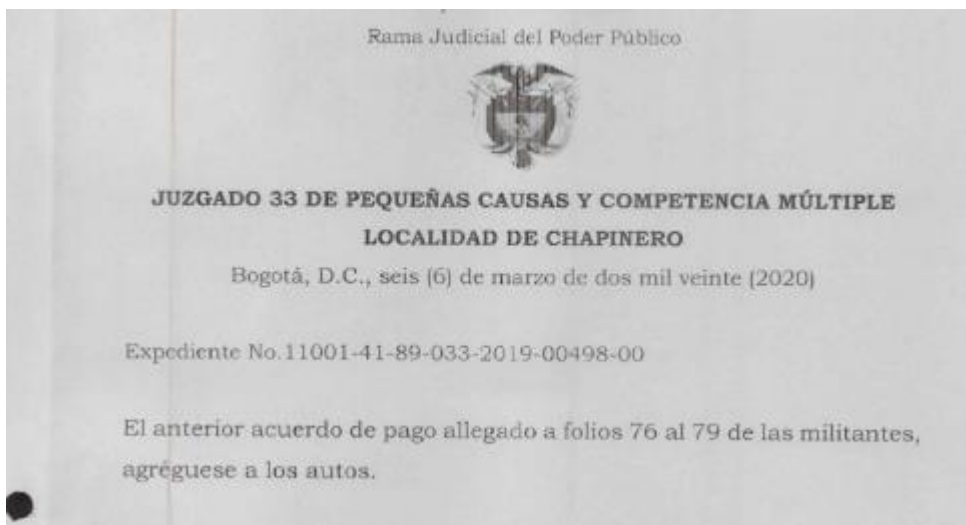 Rama Judicial del Poder Público
JUZGADO 33 DE PEQUEÑAS CAUSAS Y COMPETENCIA MÚLTIPLE
LOCALIDAD DE CHAPINERO
Bogotá, D.C., seis (6) de marzo de dos mil veinte (2020)
Expediente No.11001-41-89-033-2019-00498-00
El anterior acuerdo de pago allegado a folios 76 al 79 de las militantes,
agréguese a los autos.